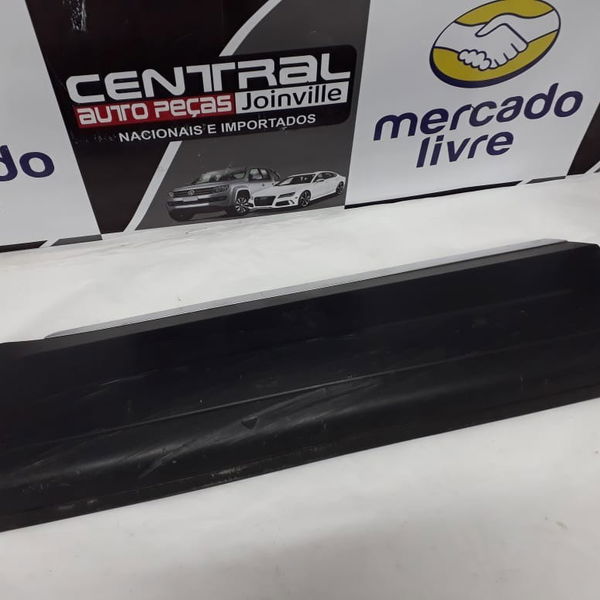 CENTRAL
AUTO PEÇAS Joinville
NACIONAIS E IMPORTADOS
mercado
livre
do